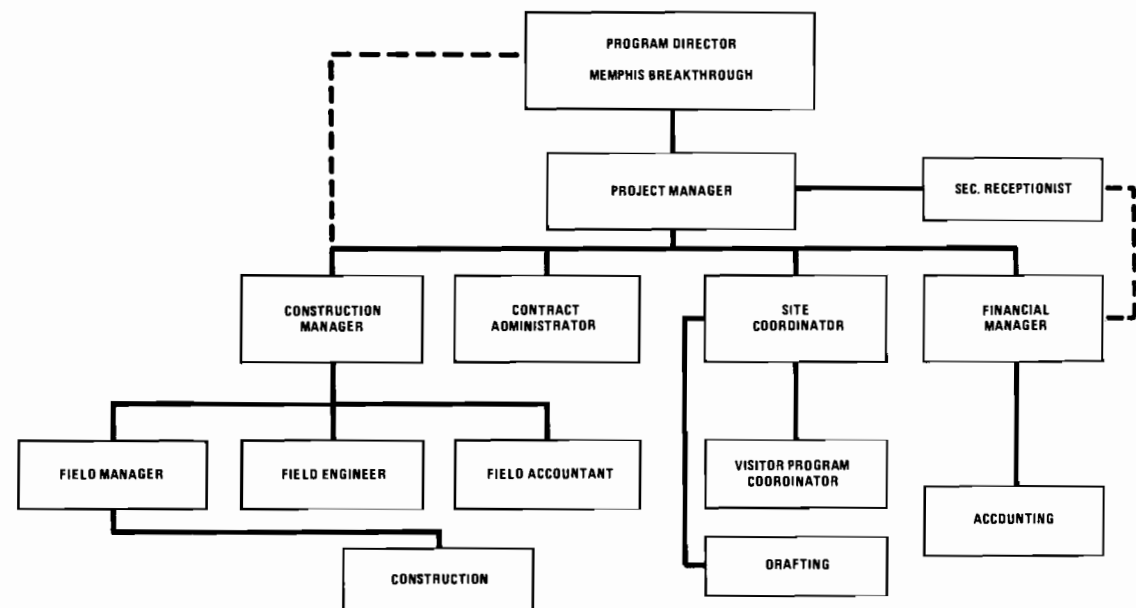 PROGRAM DIRECTOR
MEMPHIS BREAKTHROUGH
PROJECT MANAGER
SEC. RECEPTIONIST
CONSTRUCTION
MANAGER
CONTRACT
ADMINISTRATOR
SITE
COORDINATOR
FINANCIAL
MANAGER
FIELD MANAGER
FIELD ENGINEER
FIELD ACCOUNTANT
VISITOR PROGRAM
COORDINATOR
ACCOUNTING
DRAFTING
CONSTRUCTION